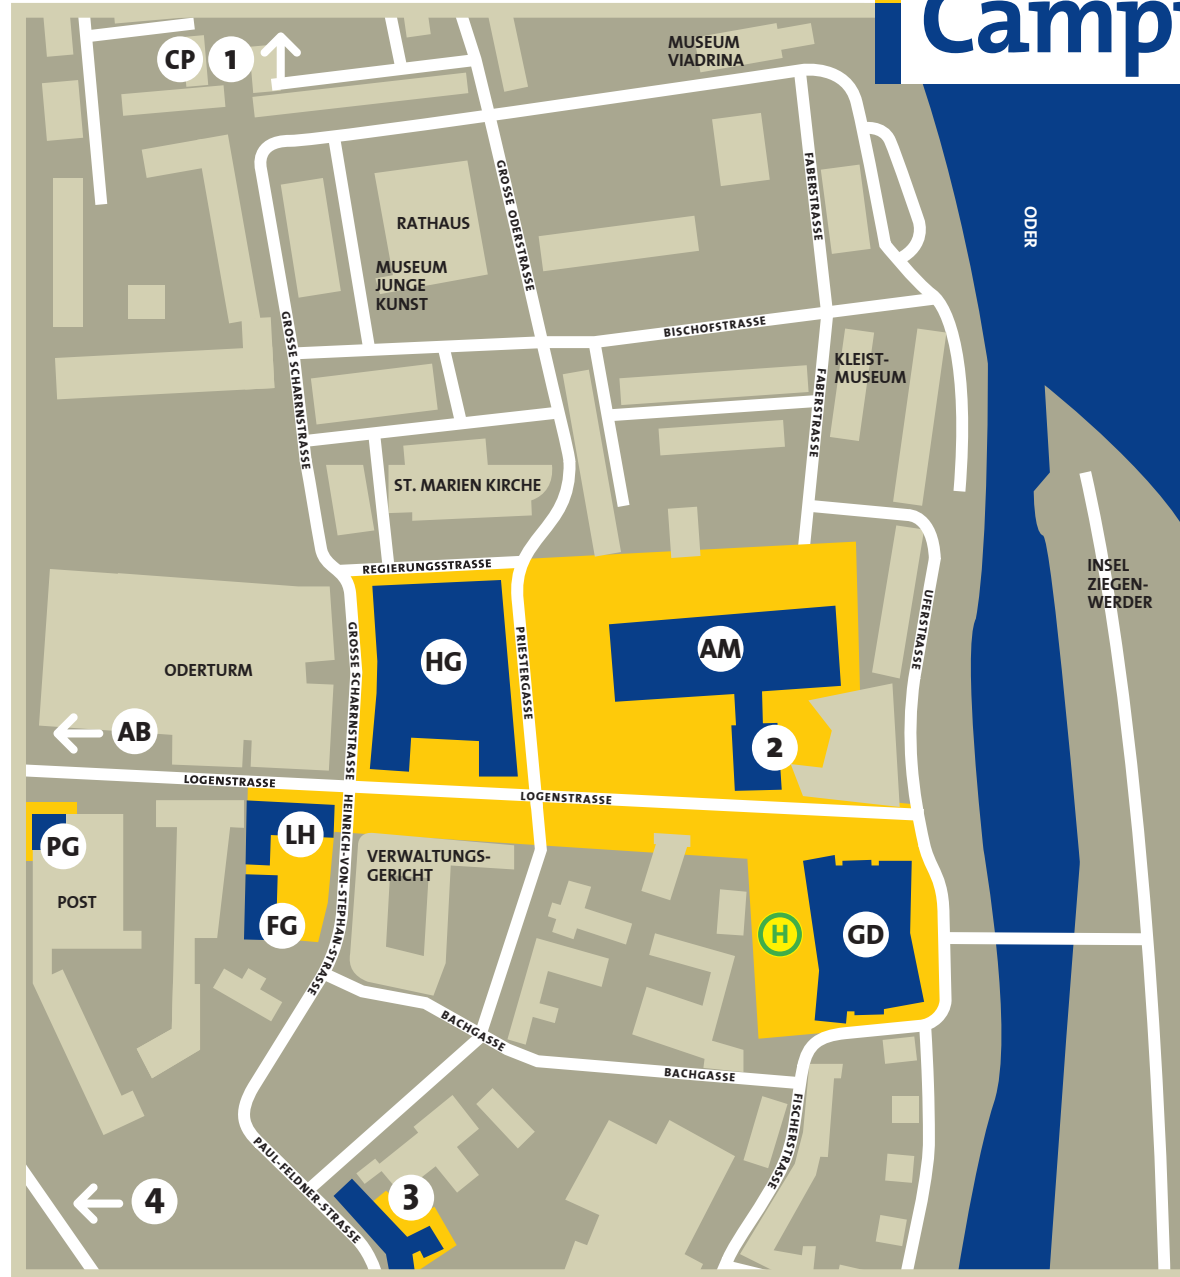 Camp
MUSEUM
VIADRINA
CP
1
GROSSE ODERSTRASSE
FABERSTRASSE
ODER
RATHAUS
MUSEUM
JUNGE
KUNST
GROSSE SCHARRNSTRASSE
BISCHOFSTRASSE
KLEIST-
MUSEUM
FABERSTRASSE
ST. MARIEN KIRCHE
REGIERUNGSSTRASSE
INSEL
ZIEGEN-
WERDER
UFERSTRASSE
GROSSE SCHARRNSTRASSE
HG
PRIESTERGASSE
AM
ODERTURM
AB
2
LOGENSTRASSE
LOGENSTRASSE
HEINRICH-VON-STEPHAN-STRASSE
PG
LH
VERWALTUNGS-
GERICHT
POST
FG
H
GD
BACHGASSE
BACHGASSE
FISCHERSTRASSE
PAUL-FELDNER-STRASSE
3
4